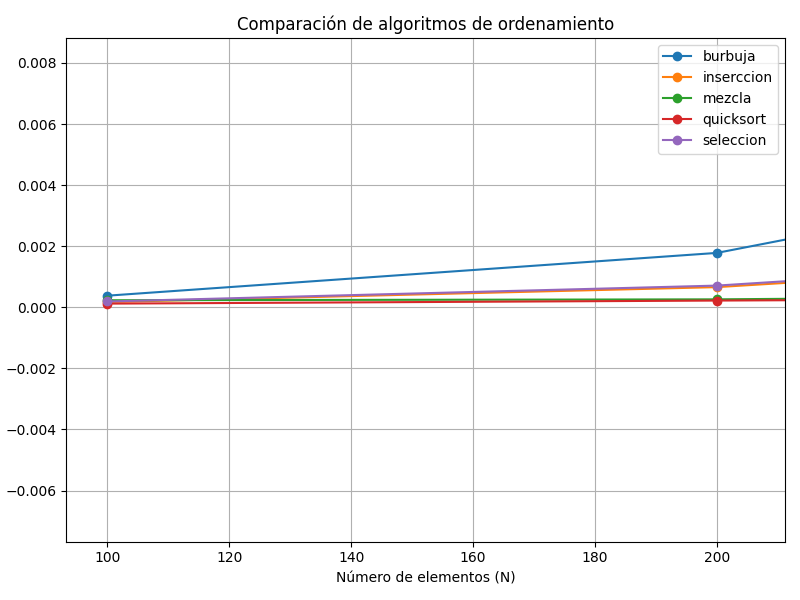 Comparación de algoritmos de ordenamiento
0.008
0.006
0.004
0.002
0.000
−0.002
−0.004
−0.006
burbuja
inserccion
mezcla
quicksort
seleccion
100 120 140 160 180 200
Número de elementos (N)